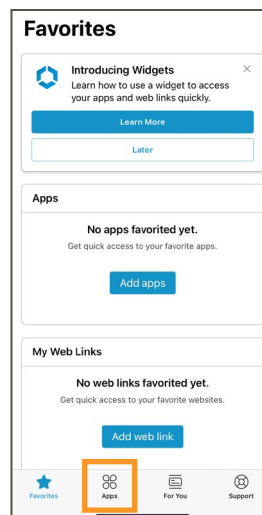 Favorites
Introducing Widgets
Learn how to use a widget to access
your apps and web links quickly.
Learn More
Later
Apps
No apps favorited yet.
Get quick access to your favorite apps.
Add apps
My Web Links
No web links favorited yet.
Get quick access to your favorite websites.
Add web link
Favorites
Apps
For You
Support